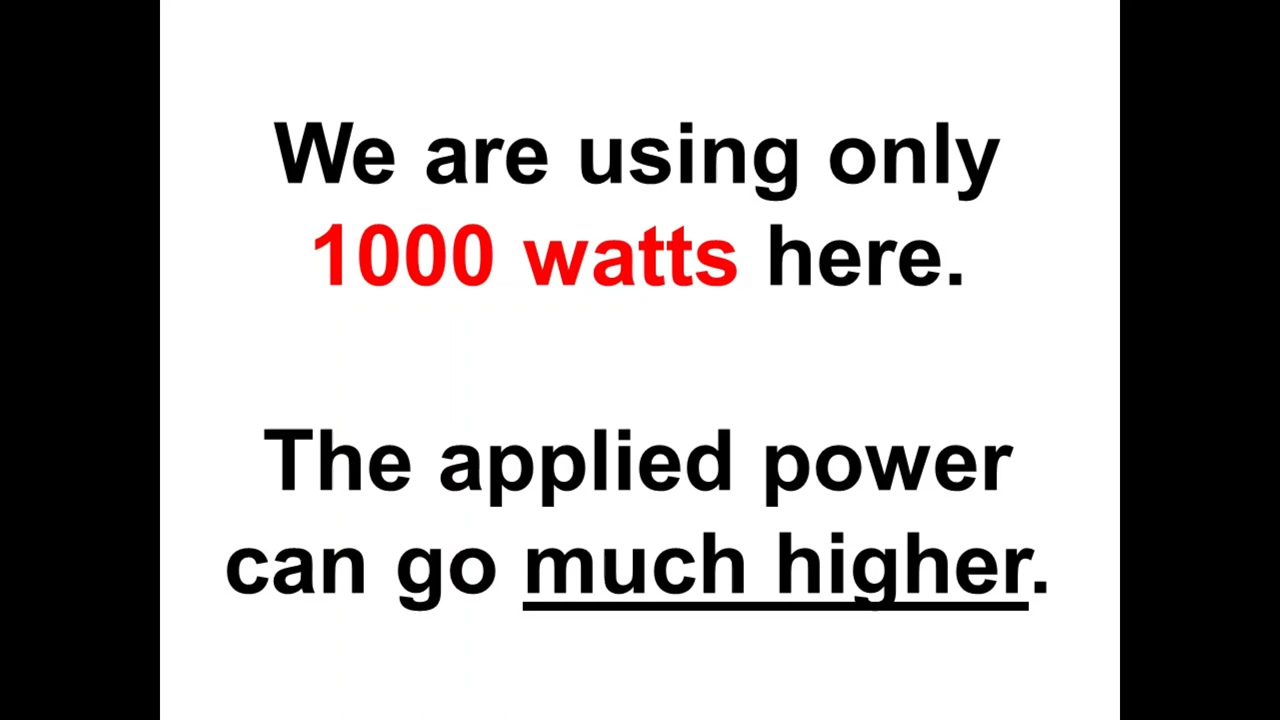 We are using only
1000 watts here.
The applied power
can go much higher.